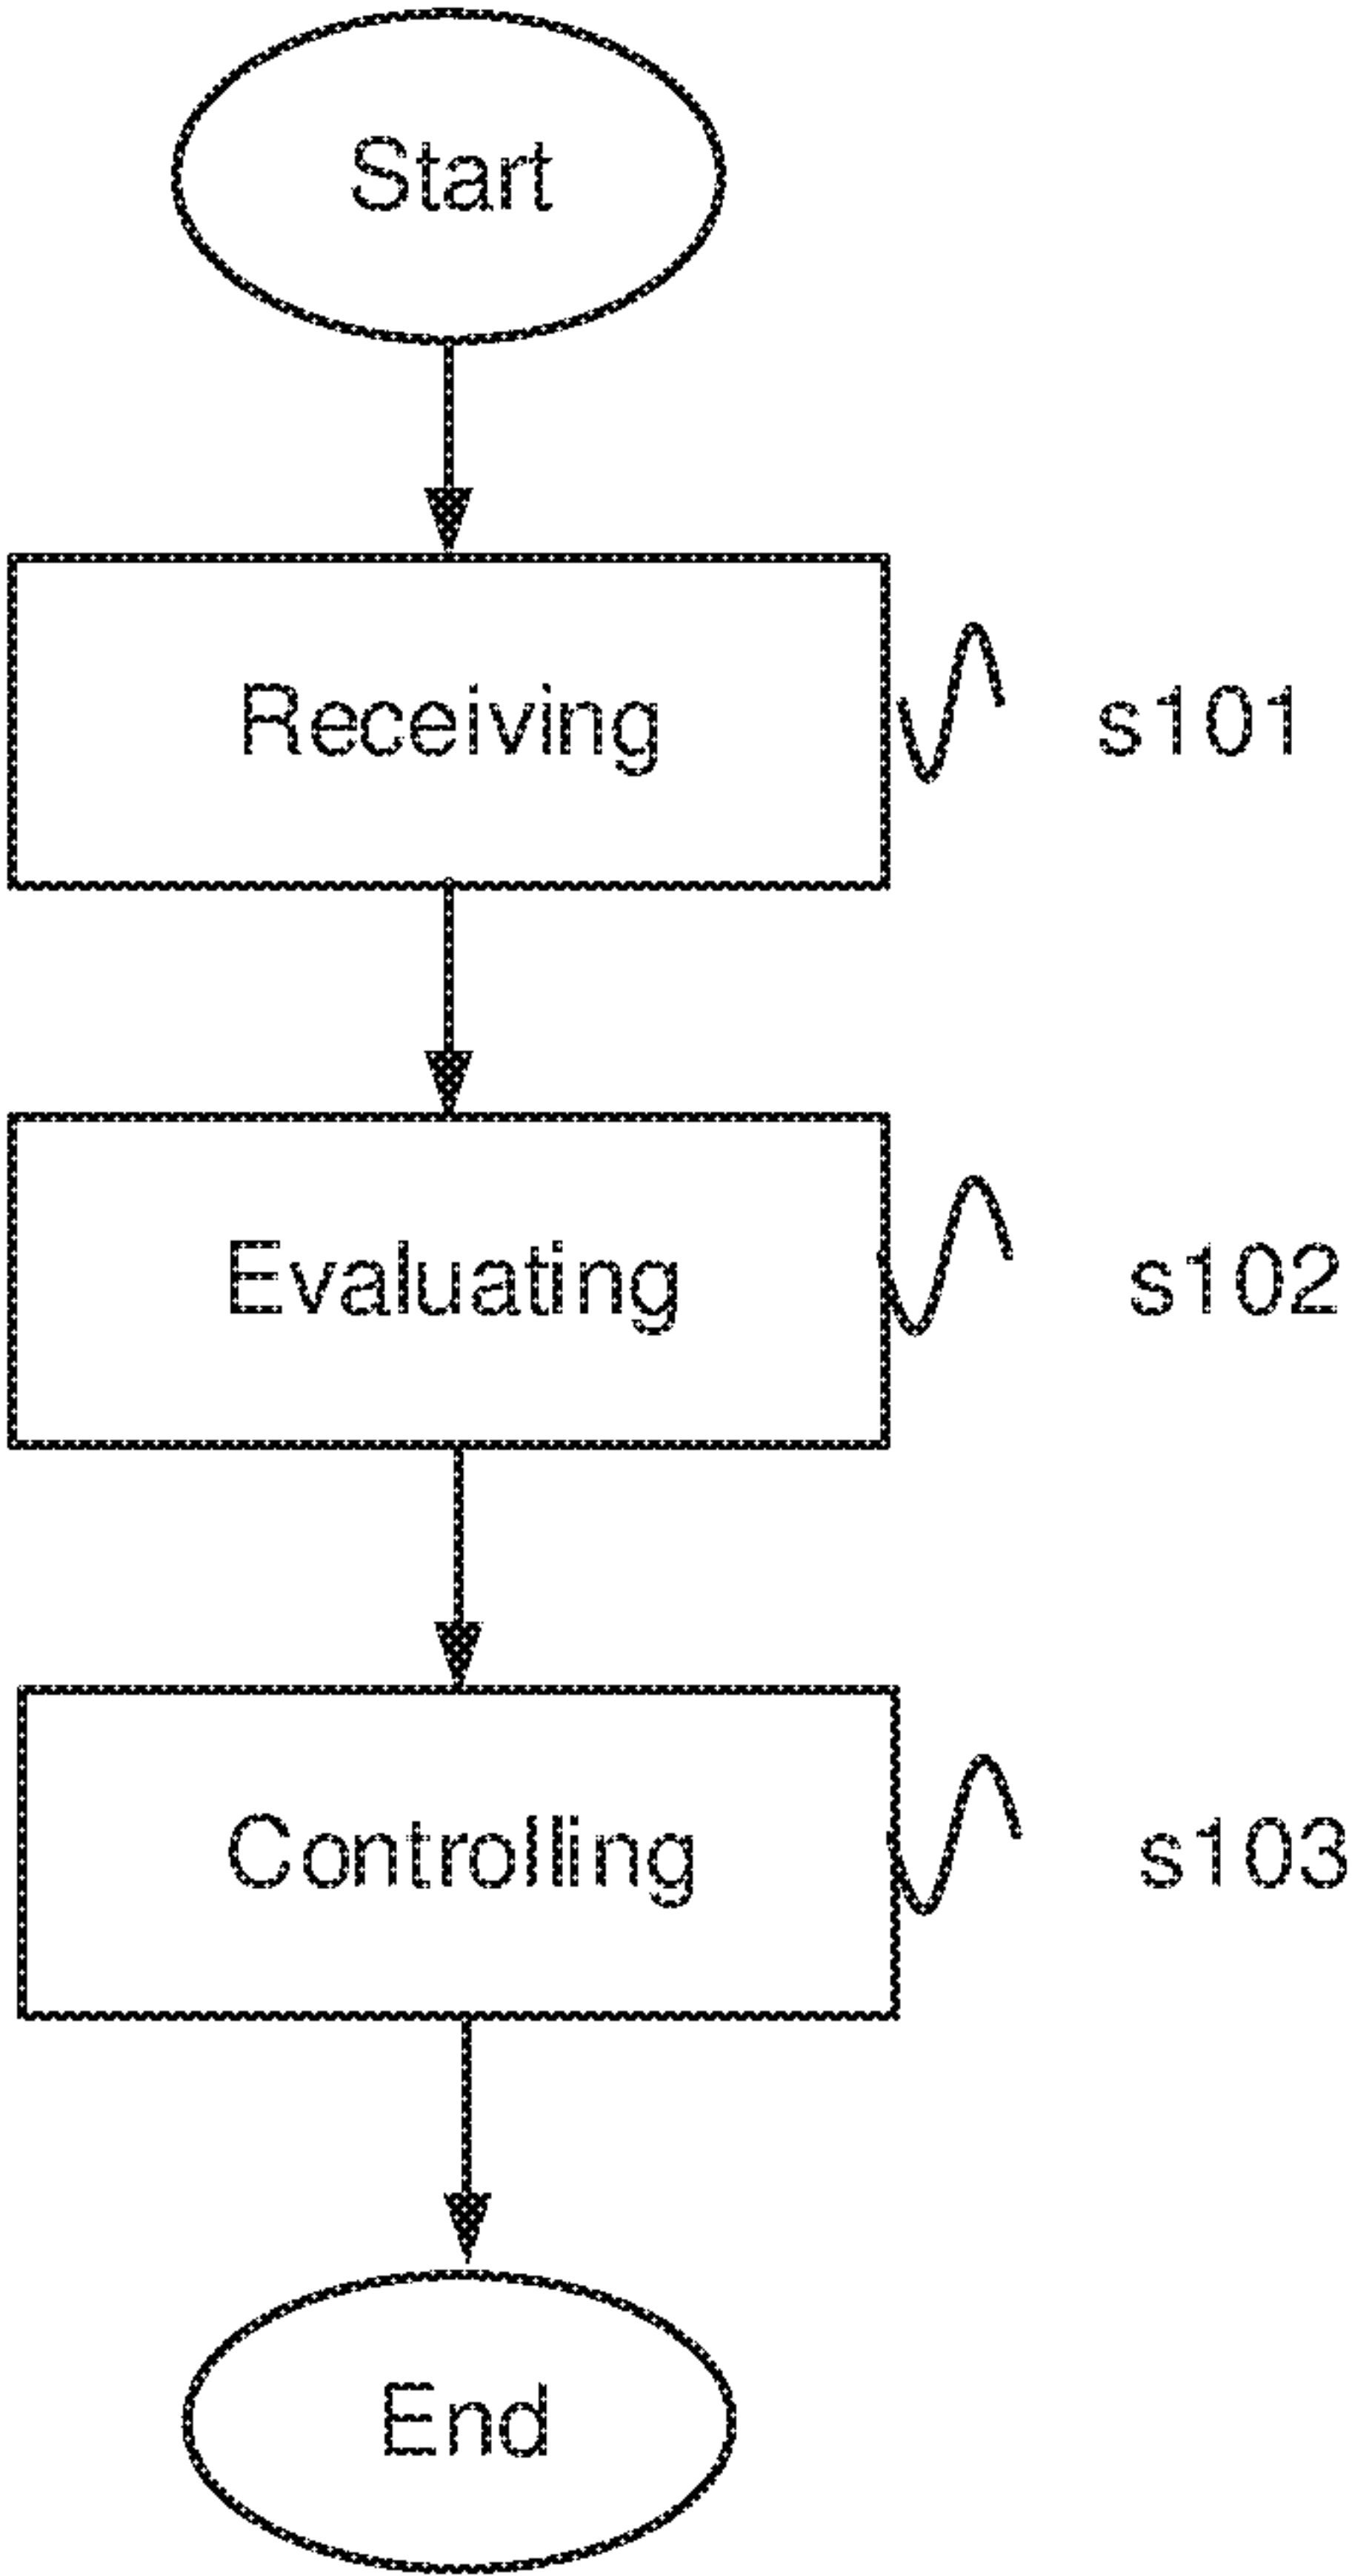 Start
Receiving
s101
Evaluating
s102
Controlling
s103
End